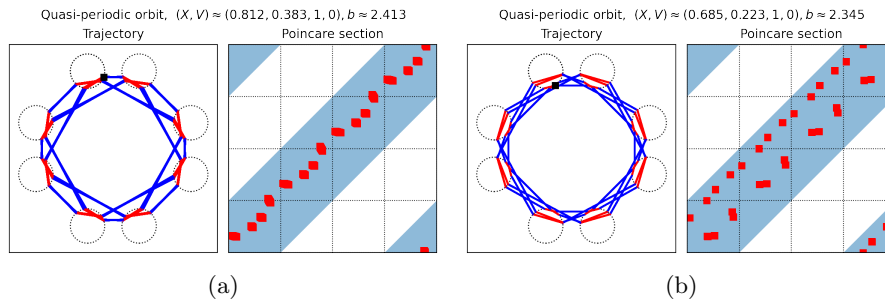 Quasi-periodic orbit, (X, V) ≈ (0.812, 0.383, 1, 0), b ≈ 2.413
Trajectory
Poincare section
(a)
Quasi-periodic orbit, (X, V) ≈ (0.685, 0.223, 1, 0), b ≈ 2.345
Trajectory
Poincare section
(b)